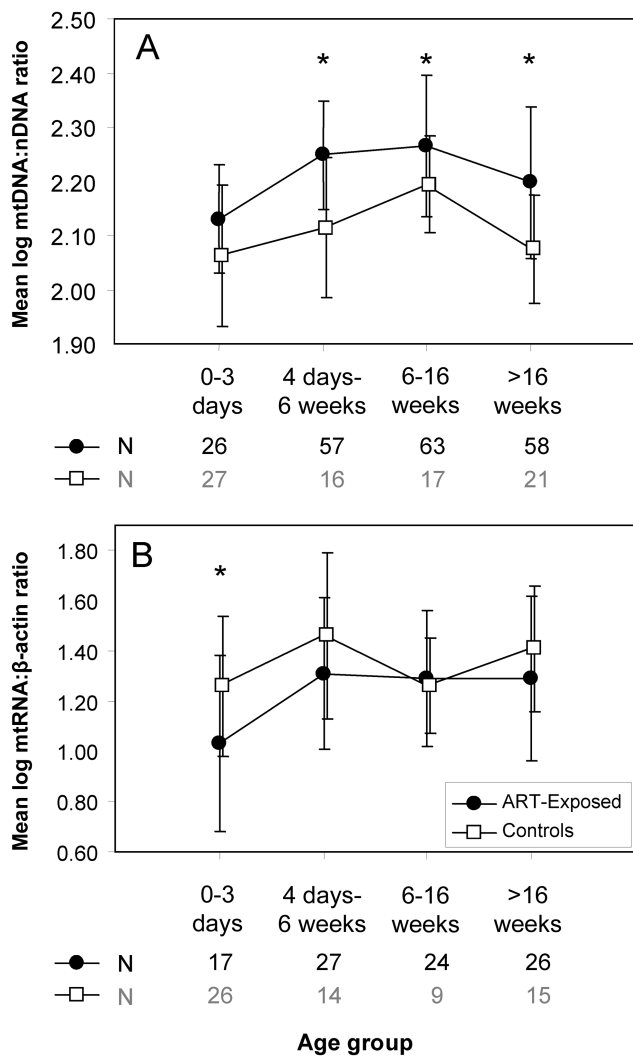 A
Mean log mtDNA:nDNA ratio
2.50
2.40
2.30
2.20
2.10
2.00
1.90
* * *
0-3 days
4 days-6 weeks
6-16 weeks
>16 weeks
N 26 57 63 58
N 27 16 17 21
B
Mean log mtRNA:β-actin ratio
1.80
1.60
1.40
1.20
1.00
0.80
0.60
*
ART-Exposed
Controls
0-3 days
4 days-6 weeks
6-16 weeks
>16 weeks
N 17 27 24 26
N 26 14 9 15
Age group